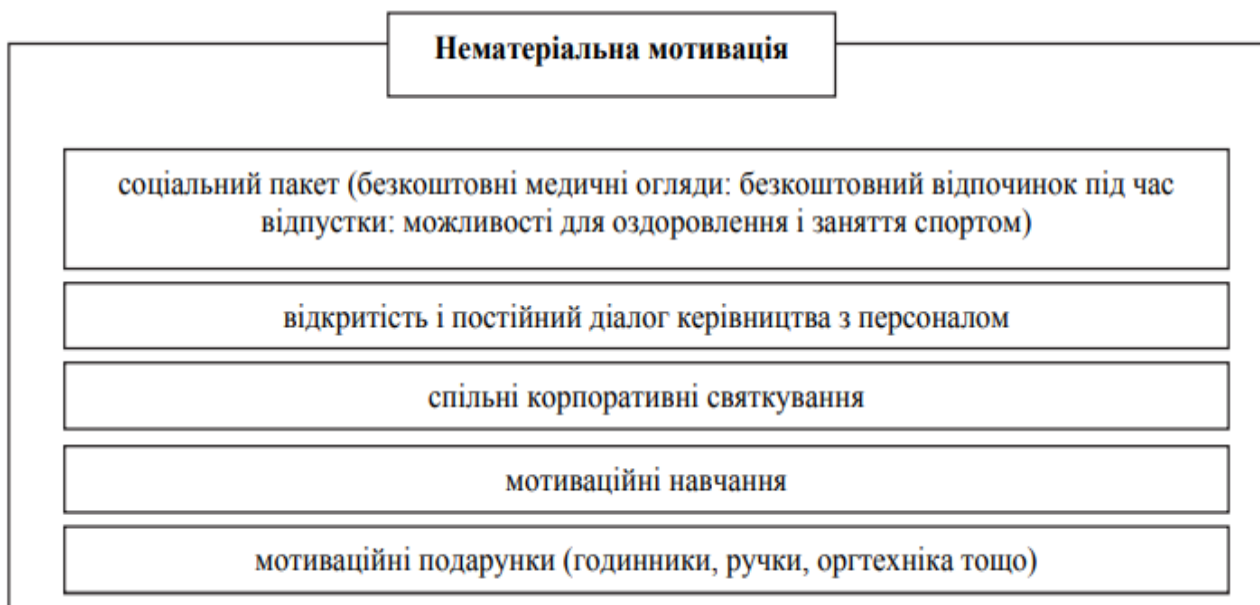 Нематеріальна мотивація
соціальний пакет (безкоштовні медичні огляди: безкоштовний відпочинок під час
відпустки: можливості для оздоровлення і заняття спортом)
відкритість і постійний діалог керівництва з персоналом
спільні корпоративні святкування
мотиваційні навчання
мотиваційні подарунки (годинники, ручки, оргтехніка тощо)